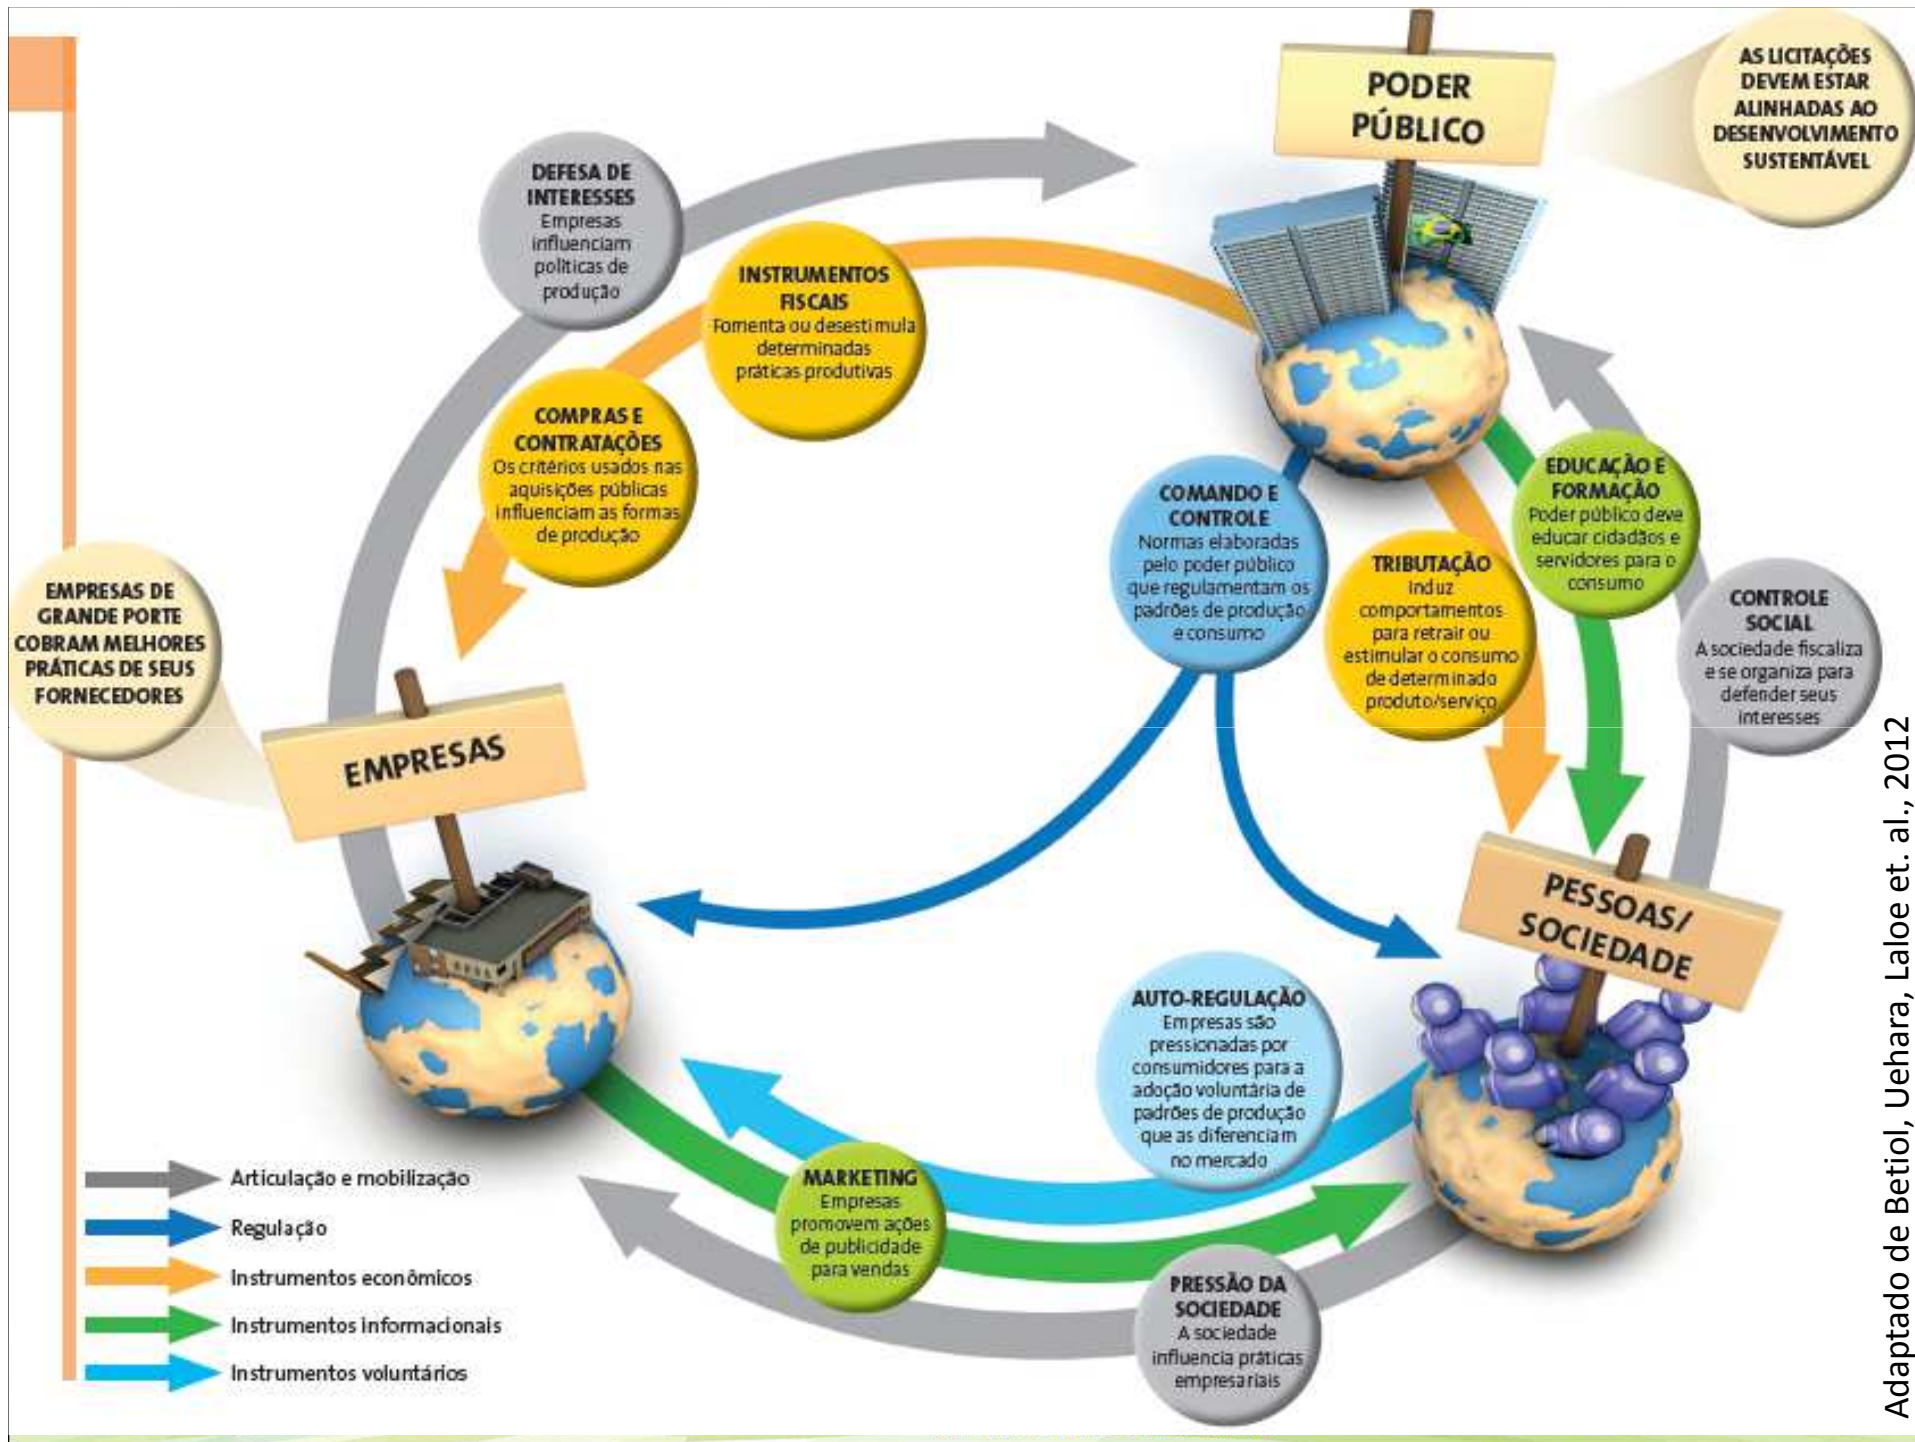 PODER
PÚBLICO
AS LICITAÇÕES
DEVEM ESTAR
ALINHADAS AO
DESENVOLVIMENTO
SUSTENTÁVEL
DEFESA DE
INTERESSES
Empresas
influenciam
políticas de
produção
INSTRUMENTOS
FISCAIS
Fomenta ou desestimula
determinadas
práticas produtivas
COMPRAS E
CONTRATAÇÕES
Os critérios usados nas
aquisições públicas
influenciam as formas
de produção
COMANDO E
CONTROLE
Normas elaboradas
pelo poder público
que regulamentam os
padrões de produção
e consumo
TRIBUTAÇÃO
Induz
comportamentos
para retrair ou
estimular o consumo
de determinado
produto/serviço
EDUCAÇÃO E
FORMAÇÃO
Poder público deve
educar cidadãos e
servidores para o
consumo
CONTROLE
SOCIAL
A sociedade fiscaliza
e se organiza para
defender seus
interesses
EMPRESAS DE
GRANDE PORTE
COBRAM MELHORES
PRÁTICAS DE SEUS
FORNECEDORES
EMPRESAS
PESSOAS/
SOCIEDADE
AUTO-REGULAÇÃO
Empresas são
pressionadas por
consumidores para a
adoção voluntária de
padrões de produção
que as diferenciam
no mercado
MARKETING
Empresas
promovem ações
de publicidade
para vendas
PRESSÃO DA
SOCIEDADE
A sociedade
influencia práticas
empresariais
Articulação e mobilização
Regulação
Instrumentos econômicos
Instrumentos informacionais
Instrumentos voluntários
Adaptado de Betiol, Uehara, Laloe et. al., 2012